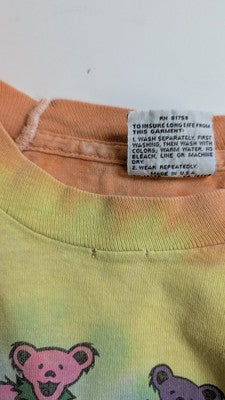 RN 81758
TO INSURE LONG LIFE FROM
THIS GARMENT:
1. WASH SEPARATELY, FIRST
WASHING, THEN WASH WITH
COLORS, WARM WATER. NO
BLEACH, LINE OR MACHINE
DRY.
2. WEAR REPEATEDLY.
MADE IN U.S.A.